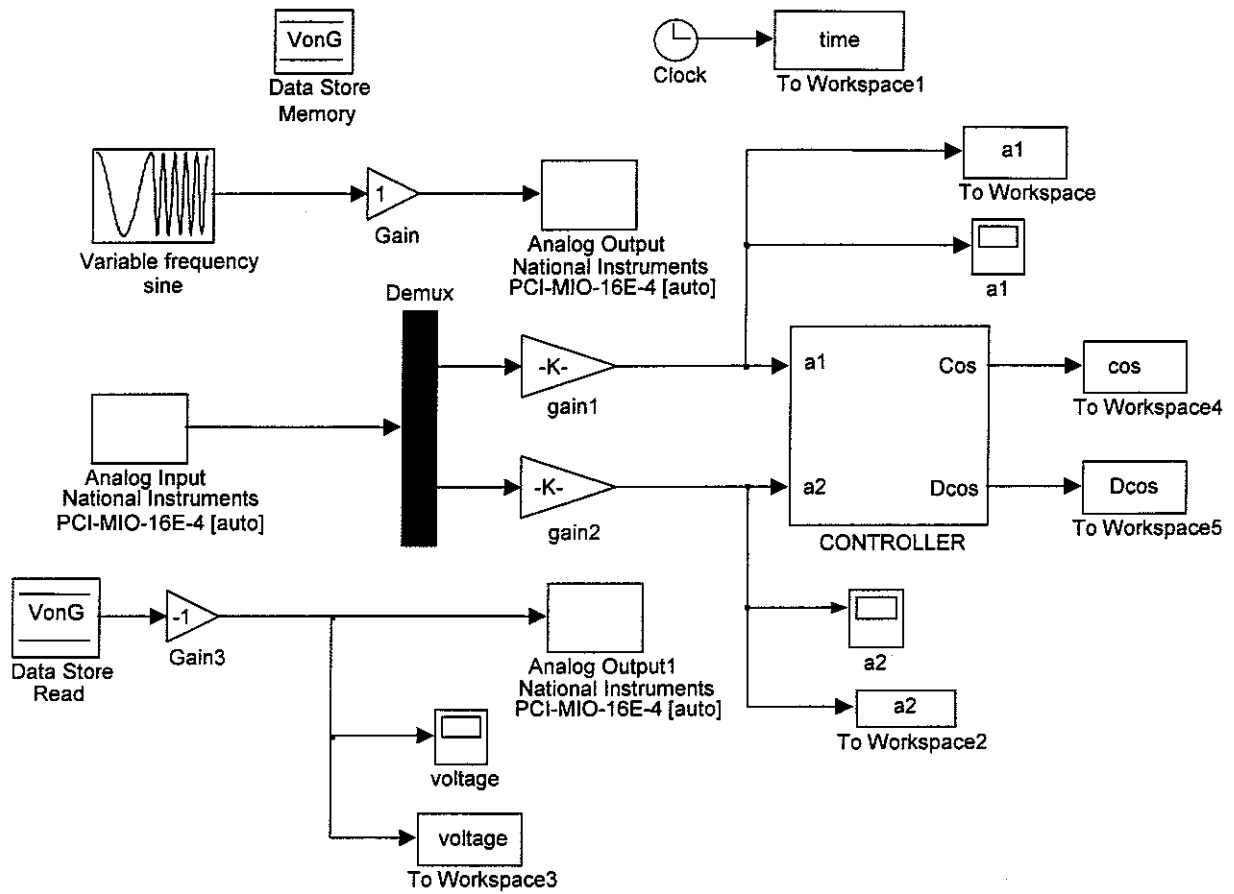 VonG
Data Store
Memory
Clock
time
To Workspace1
a1
To Workspace
Variable frequency
sine
1
Gain
Analog Output
National Instruments
PCI-MIO-16E-4 [auto]
a1
Demux
-K-
gain1
a1
Cos
cos
To Workspace4
Analog Input
National Instruments
PCI-MIO-16E-4 [auto]
-K-
gain2
a2
Dcos
CONTROLLER
Dcos
To Workspace5
VonG
Data Store
Read
-1
Gain3
Analog Output1
National Instruments
PCI-MIO-16E-4 [auto]
a2
a2
To Workspace2
voltage
voltage
To Workspace3